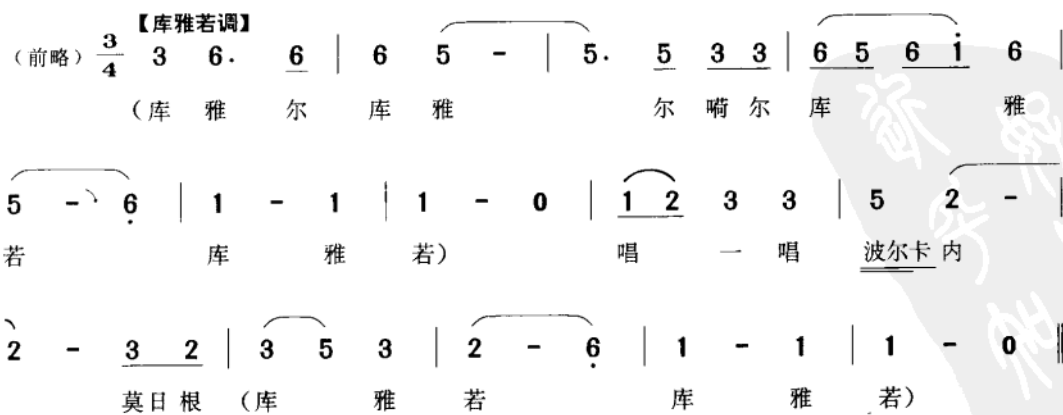 【库雅若调】
(前略) 3/4 3 6. 6 | 6 5 - | 5. 5 3 3 | 6 5 6 i 6 |
(库 雅 尔 库 雅 尔 嗬 尔 库 雅
5 - 6 | 1 - 1 | 1 - 0 | 1 2 3 3 | 5 2 - |
若 库 雅 若) 唱 一 唱 波尔卡 内
2 - 3 2 | 3 5 3 | 2 - 6 | 1 - 1 | 1 - 0 ‖
莫日 根 (库 雅 若 库 雅 若)